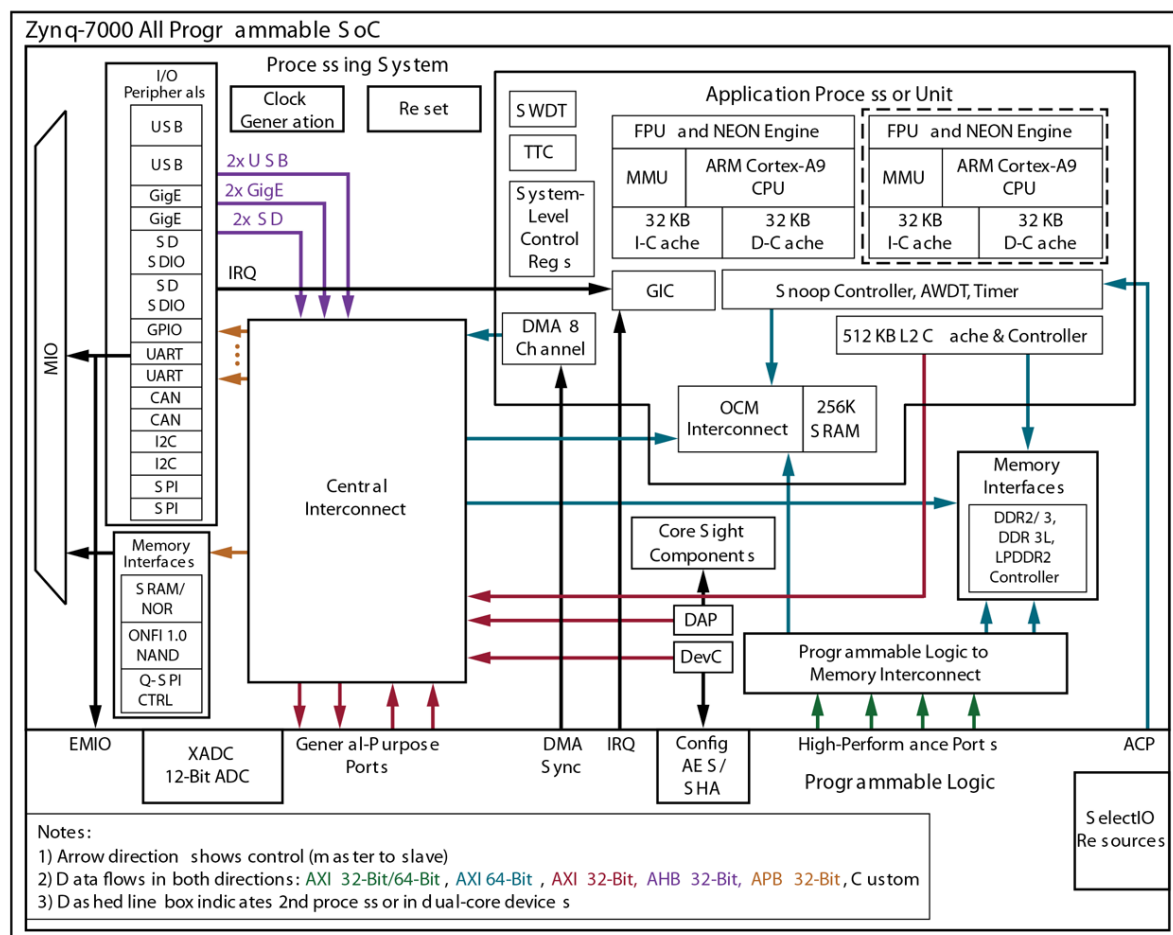 Zynq-7000 All Programmable SoC
Processing System
I/O
Peripherals
USB
USB
GigE
GigE
SD
SDIO
SD
SDIO
GPIO
UART
UART
CAN
CAN
I2C
I2C
SPI
SPI
MIO
Clock
Generation
Reset
2x USB
2x GigE
2x SD
IRQ
Application Processor Unit
SWDT
TTC
System-
Level
Control
Regs
FPU and NEON Engine
MMU
ARM Cortex-A9
CPU
32 KB
I-Cache
32 KB
D-Cache
FPU and NEON Engine
MMU
ARM Cortex-A9
CPU
32 KB
I-Cache
32 KB
D-Cache
GIC
Snoop Controller, AWDT, Timer
DMA 8
Channel
512 KB L2 Cache & Controller
OCM
Interconnect
256K
SRAM
Central
Interconnect
Memory
Interfaces
DDR2/3,
DDR 3L,
LPDDR2
Controller
CoreSight
Components
DAP
DevC
Programmable Logic to
Memory Interconnect
Memory
Interfaces
SRAM/
NOR
ONFI 1.0
NAND
Q-SPI
CTRL
EMIO
XADC
12-Bit ADC
General-Purpose
Ports
DMA
Sync
IRQ
Config
AES/
SHA
High-Performance Ports
ACP
Programmable Logic
SelectIO
Resources
Notes:
1) Arrow direction shows control (master to slave)
2) Data flows in both directions: AXI 32-Bit/64-Bit, AXI 64-Bit, AXI 32-Bit, AHB 32-Bit, APB 32-Bit, Custom
3) Dashed line box indicates 2nd processor in dual-core devices